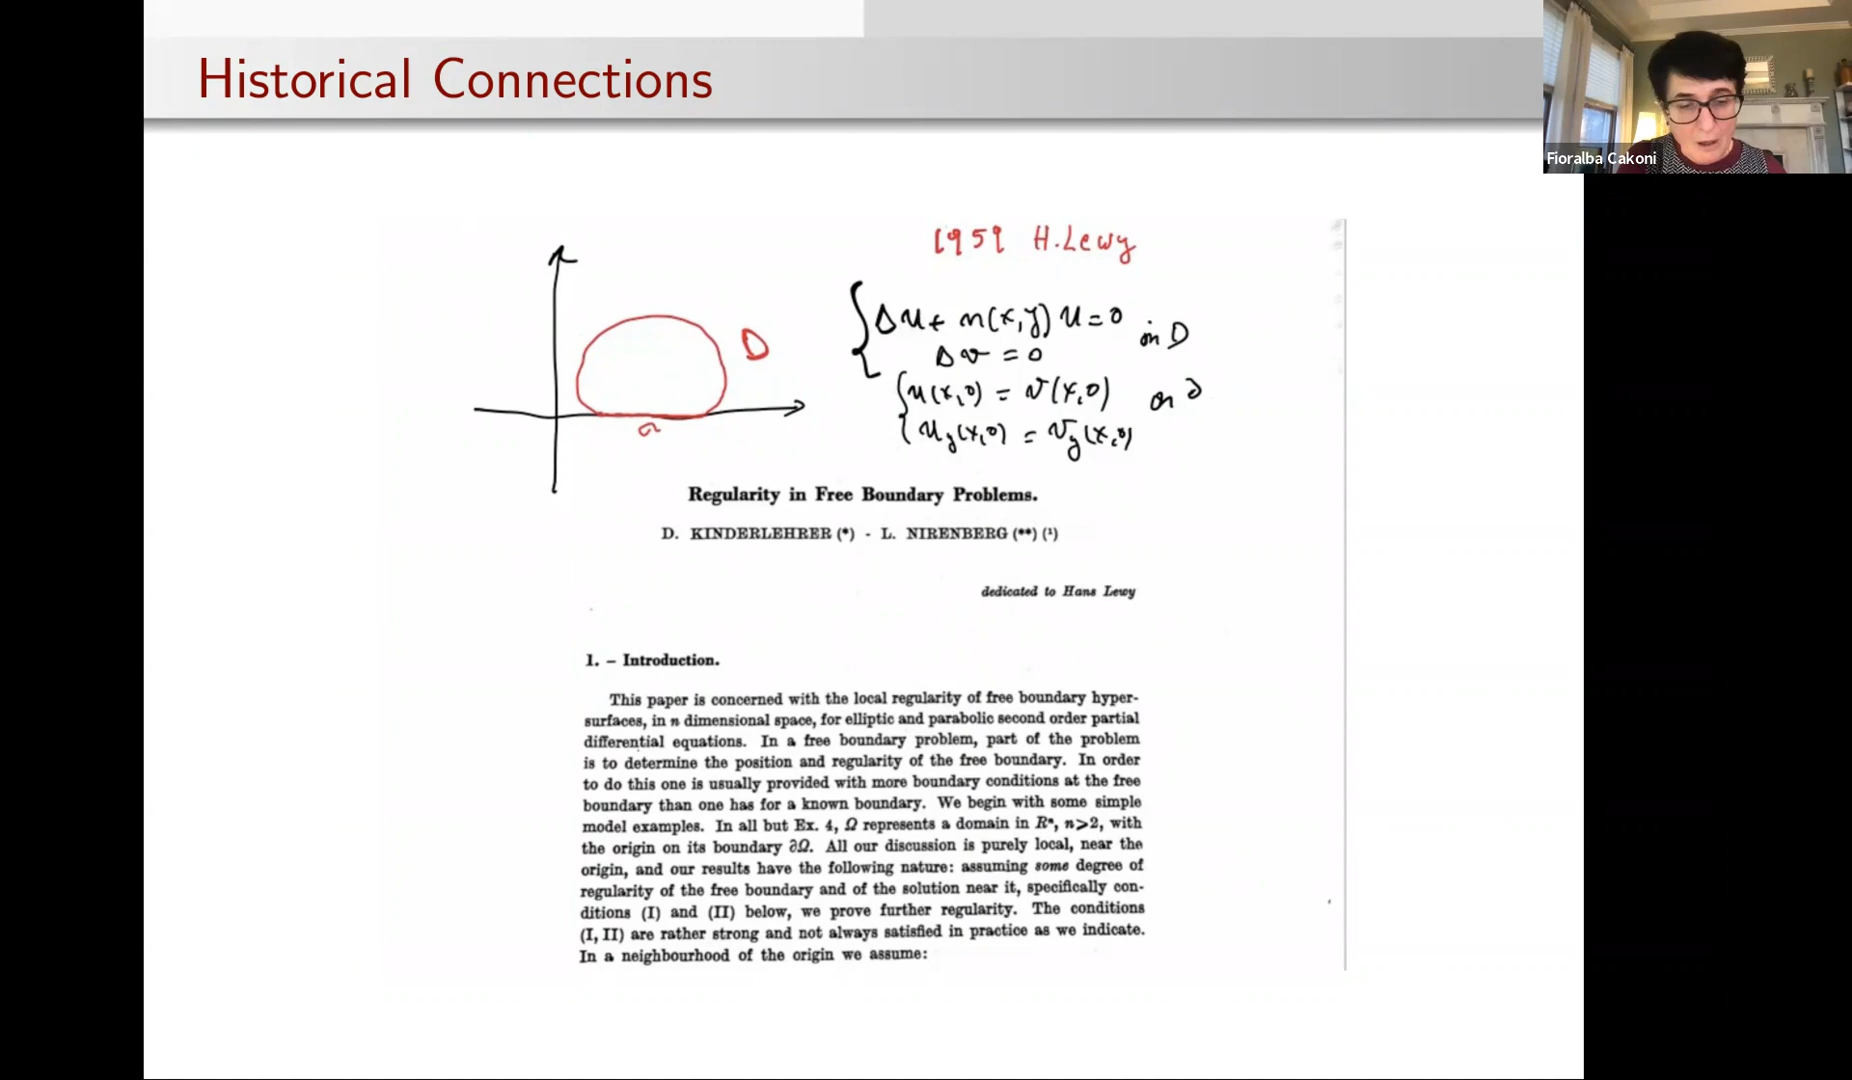 Historical Connections
Fioralba Cakoni
1959 H. Lewy
D
Δu + n(x,y) u = 0
Δv = 0
in D
u(x,0) = v(x,0)
u_y(x,0) = v_y(x,0)
on ∂
σ
Regularity in Free Boundary Problems.
D. KINDERLEHRER (*) - L. NIRENBERG (**) (¹)
dedicated to Hans Lewy
1. – Introduction.
This paper is concerned with the local regularity of free boundary hyper-
surfaces, in n dimensional space, for elliptic and parabolic second order partial
differential equations. In a free boundary problem, part of the problem
is to determine the position and regularity of the free boundary. In order
to do this one is usually provided with more boundary conditions at the free
boundary than one has for a known boundary. We begin with some simple
model examples. In all but Ex. 4, Ω represents a domain in Rⁿ, n>2, with
the origin on its boundary ∂Ω. All our discussion is purely local, near the
origin, and our results have the following nature: assuming some degree of
regularity of the free boundary and of the solution near it, specifically con-
ditions (I) and (II) below, we prove further regularity. The conditions
(I, II) are rather strong and not always satisfied in practice as we indicate.
In a neighbourhood of the origin we assume: